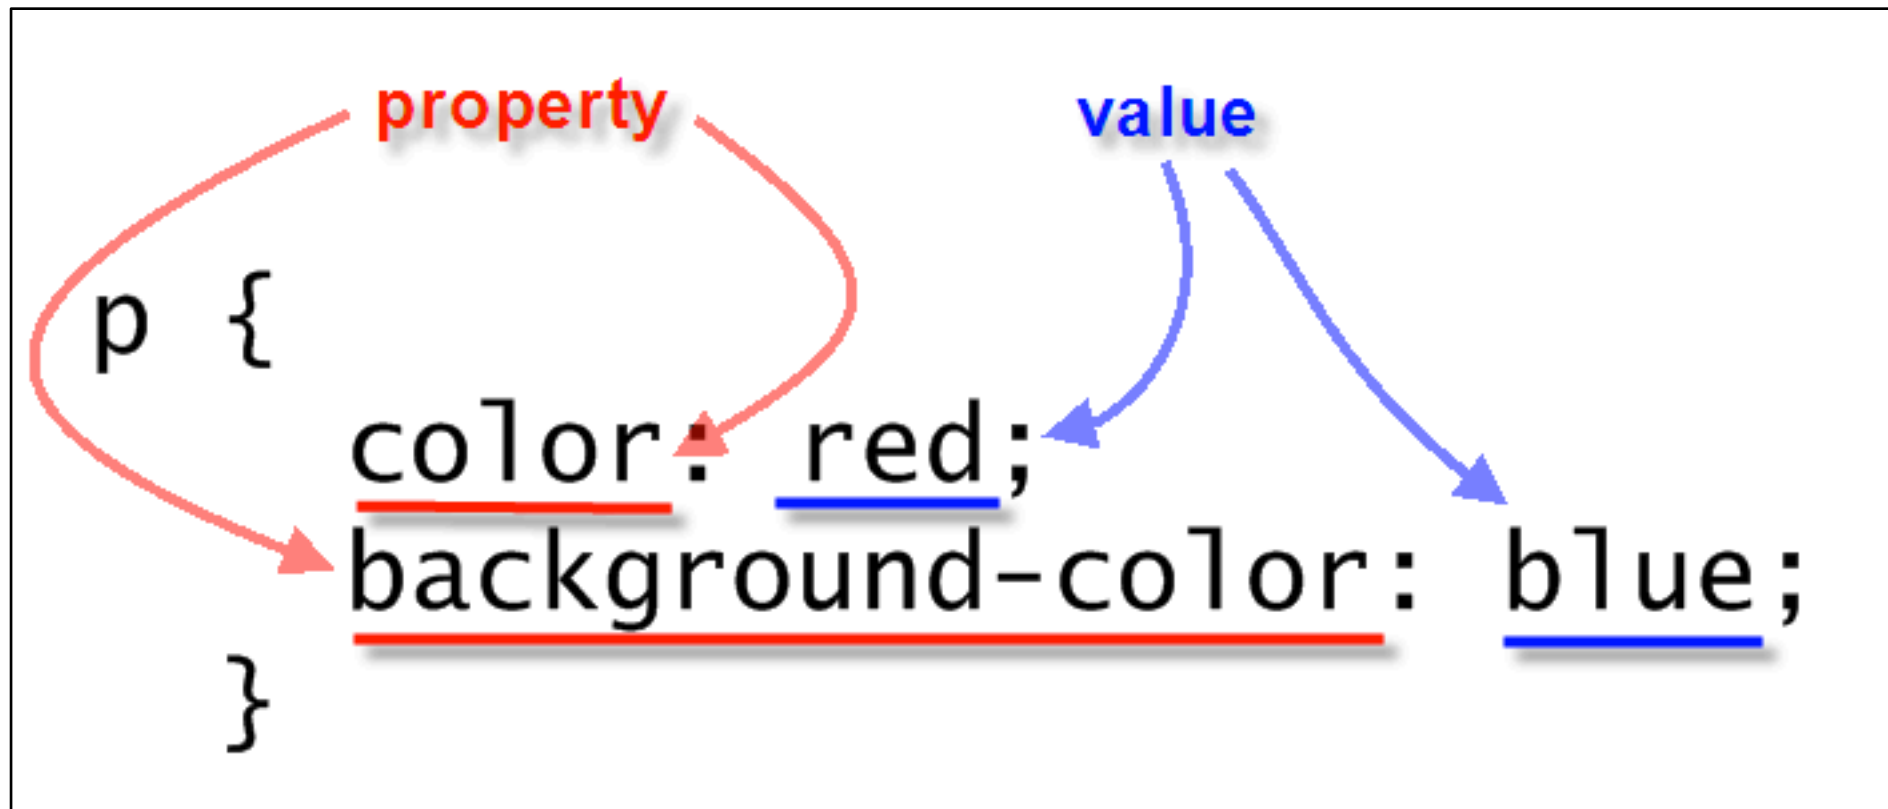 property value
p {
color: red;
background-color: blue;
}